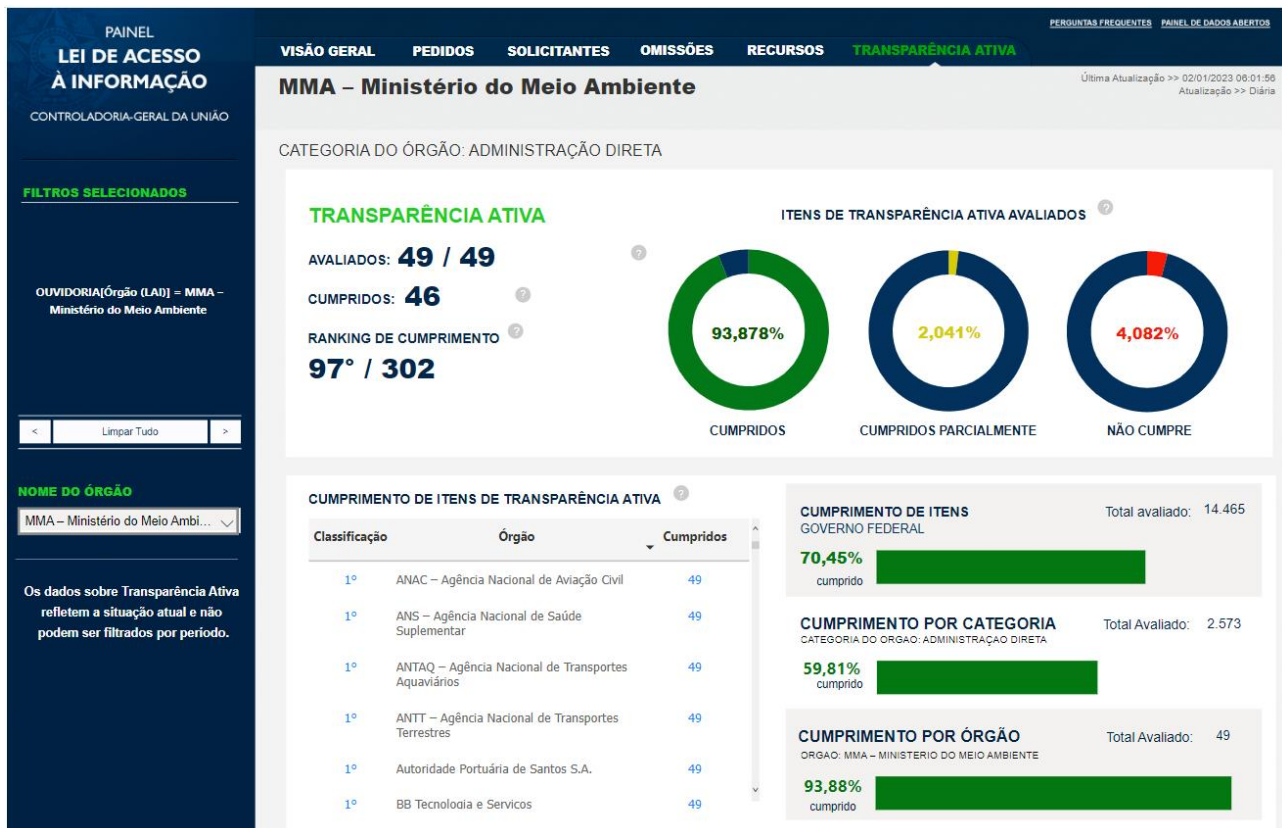 PAINEL
LEI DE ACESSO
À INFORMAÇÃO
CONTROLADORIA-GERAL DA UNIÃO
FILTROS SELECIONADOS
OUVIDORIA[Órgão (LAI)] = MMA –
Ministério do Meio Ambiente
<
Limpar Tudo
>
NOME DO ÓRGÃO
MMA – Ministério do Meio Ambi...
Os dados sobre Transparência Ativa
refletem a situação atual e não
podem ser filtrados por período.
PERGUNTAS FREQUENTES PAINEL DE DADOS ABERTOS
VISÃO GERAL PEDIDOS SOLICITANTES OMISSÕES RECURSOS TRANSPARÊNCIA ATIVA
MMA – Ministério do Meio Ambiente
Última Atualização >> 02/01/2023 06:01:56
Atualização >> Diária
CATEGORIA DO ÓRGÃO: ADMINISTRAÇÃO DIRETA
TRANSPARÊNCIA ATIVA
AVALIADOS: 49 / 49 ?
CUMPRIDOS: 46 ?
RANKING DE CUMPRIMENTO ?
97° / 302
ITENS DE TRANSPARÊNCIA ATIVA AVALIADOS ?
93,878% 2,041% 4,082%
CUMPRIDOS CUMPRIDOS PARCIALMENTE NÃO CUMPRE
CUMPRIMENTO DE ITENS DE TRANSPARÊNCIA ATIVA ?
Classificação Órgão Cumpridos
1º ANAC – Agência Nacional de Aviação Civil 49
1º ANS – Agência Nacional de Saúde 49
Suplementar
1º ANTAQ – Agência Nacional de Transportes 49
Aquaviários
1º ANTT – Agência Nacional de Transportes 49
Terrestres
1º Autoridade Portuária de Santos S.A. 49
1º BB Tecnologia e Servicos 49
CUMPRIMENTO DE ITENS Total avaliado: 14.465
GOVERNO FEDERAL
70,45%
cumprido
CUMPRIMENTO POR CATEGORIA Total Avaliado: 2.573
CATEGORIA DO ORGAO: ADMINISTRAÇAO DIRETA
59,81%
cumprido
CUMPRIMENTO POR ÓRGÃO Total Avaliado: 49
ORGAO: MMA – MINISTERIO DO MEIO AMBIENTE
93,88%
cumprido